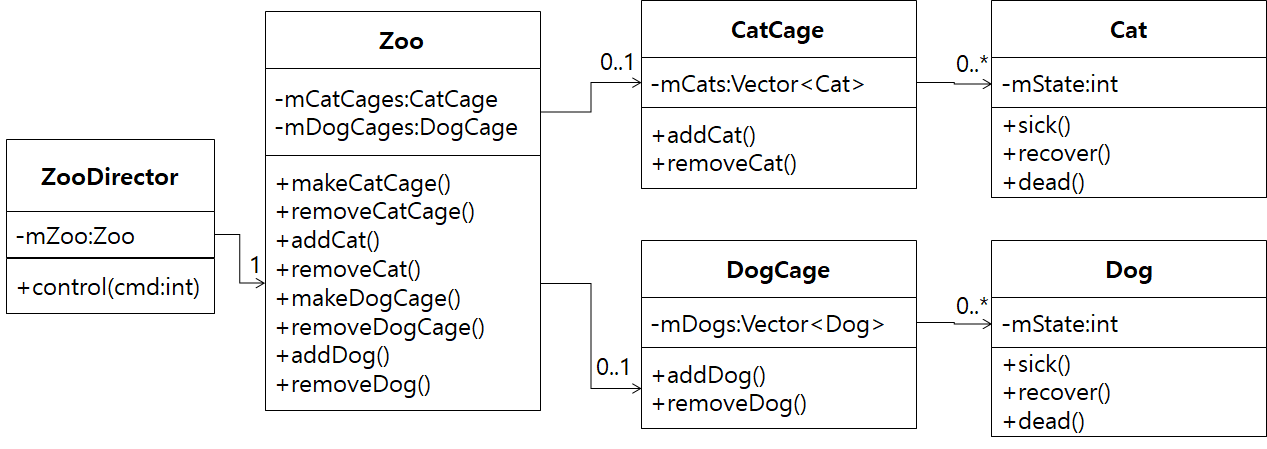 ZooDirector
-mZoo:Zoo
+control(cmd:int)
1
Zoo
-mCatCages:CatCage
-mDogCages:DogCage
+makeCatCage()
+removeCatCage()
+addCat()
+removeCat()
+makeDogCage()
+removeDogCage()
+addDog()
+removeDog()
0..1
CatCage
-mCats:Vector<Cat>
+addCat()
+removeCat()
0..*
Cat
-mState:int
+sick()
+recover()
+dead()
0..1
DogCage
-mDogs:Vector<Dog>
+addDog()
+removeDog()
0..*
Dog
-mState:int
+sick()
+recover()
+dead()